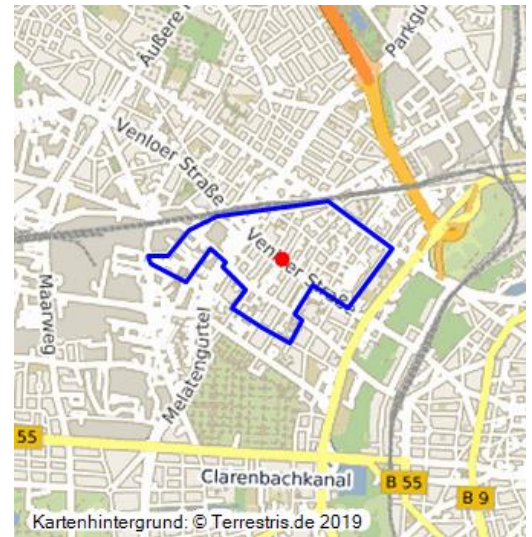 Äußere
Parkgü
Venloer Straße
Venloer Straße
Maarweg
Melatengürtel
55
Clarenbachkanal
B 55
B 9
Kartenhintergrund: © Terrestris.de 2019